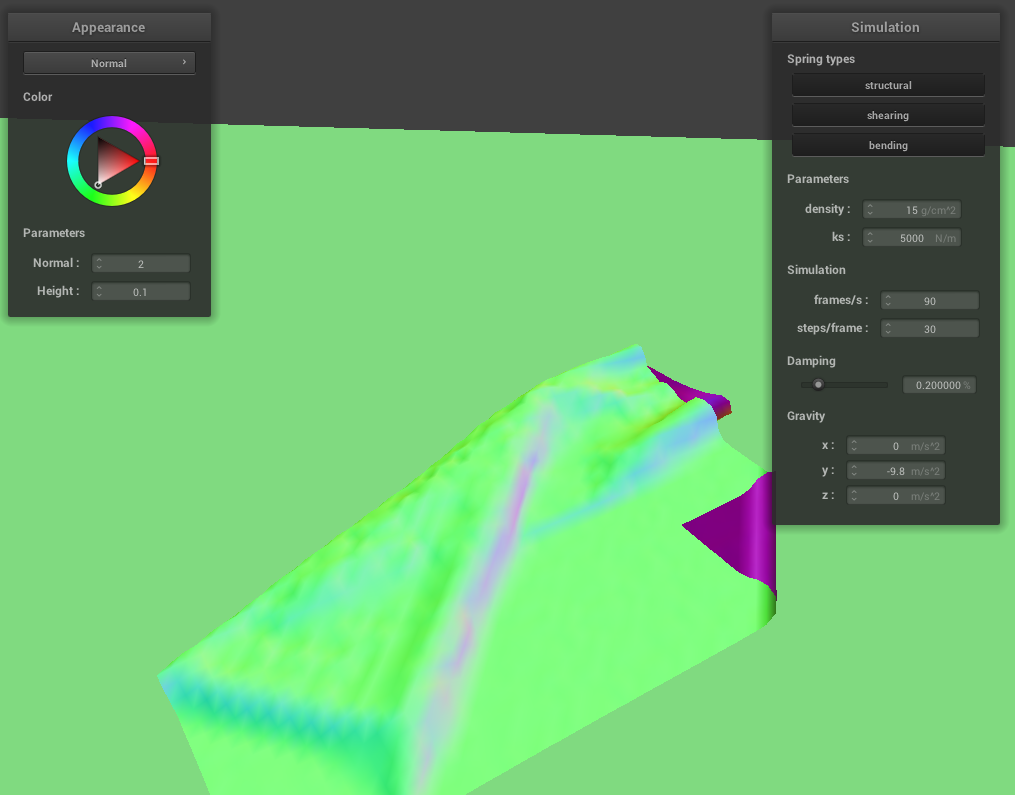 Appearance
Normal
Color
Parameters
Normal : 2
Height : 0.1
Simulation
Spring types
structural
shearing
bending
Parameters
density : 15 g/cm^2
ks : 5000 N/m
Simulation
frames/s : 90
steps/frame : 30
Damping
0.200000 %
Gravity
x : 0 m/s^2
y : -9.8 m/s^2
z : 0 m/s^2